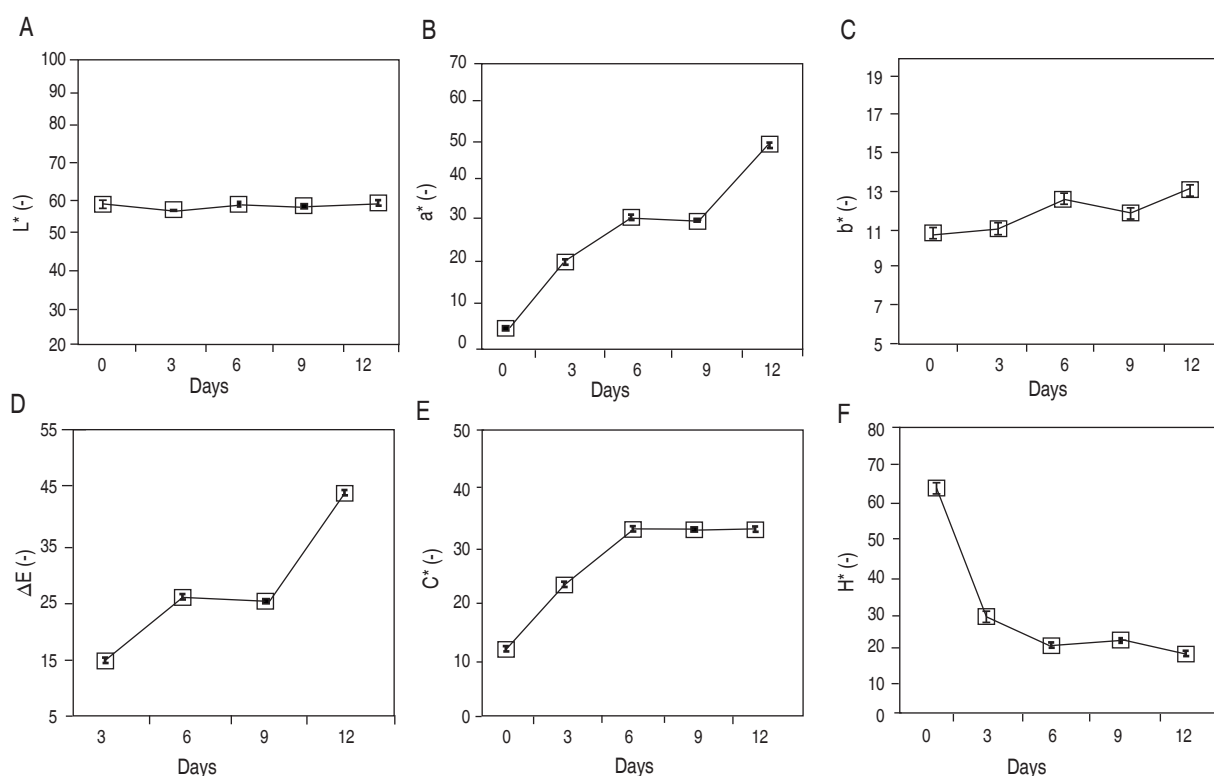 A
L* (-)
100
90
80
70
60
50
40
30
20
0 3 6 9 12
Days
B
a* (-)
70
60
50
40
30
20
10
0
0 3 6 9 12
Days
C
b* (-)
19
17
15
13
11
9
7
5
0 3 6 9 12
Days
D
ΔE (-)
55
45
35
25
15
5
3 6 9 12
Days
E
C* (-)
50
40
30
20
10
0
0 3 6 9 12
Days
F
H* (-)
80
70
60
50
40
30
20
10
0
0 3 6 9 12
Days